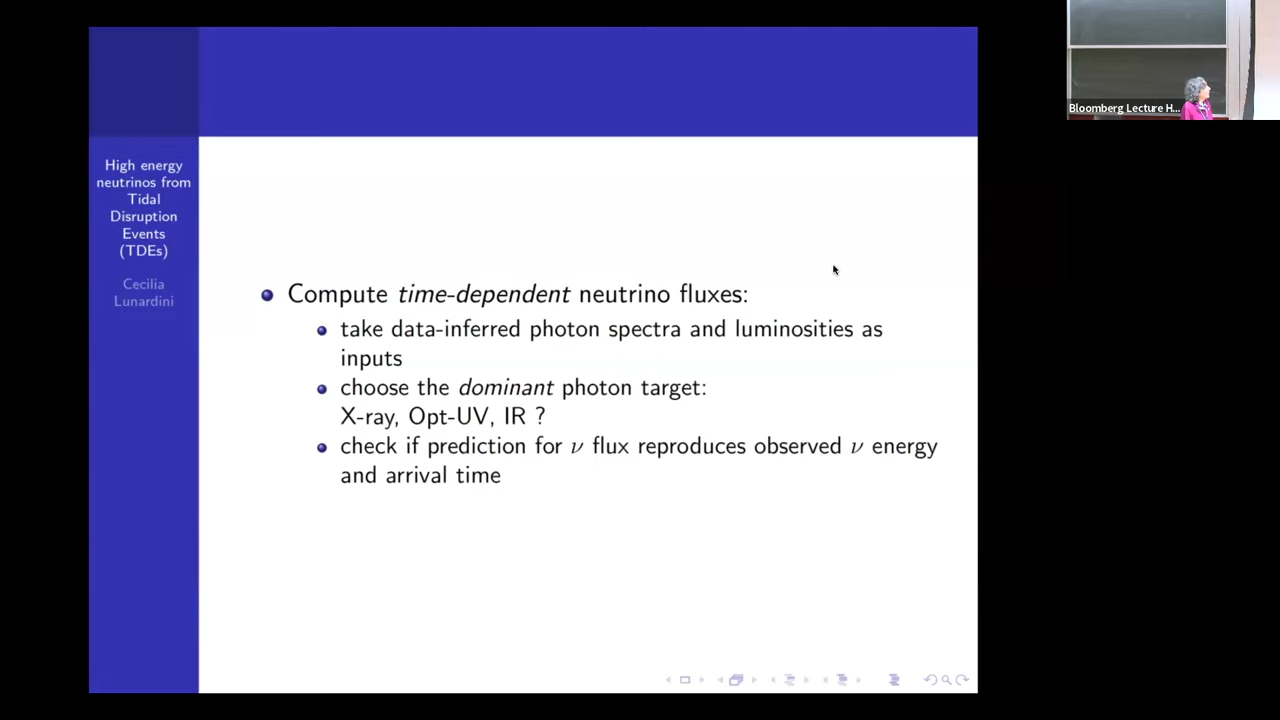 High energy
neutrinos from
Tidal
Disruption
Events
(TDEs)
Cecilia
Lunardini
Compute time-dependent neutrino fluxes:
take data-inferred photon spectra and luminosities as
inputs
choose the dominant photon target:
X-ray, Opt-UV, IR ?
check if prediction for ν flux reproduces observed ν energy
and arrival time
Bloomberg Lecture H...